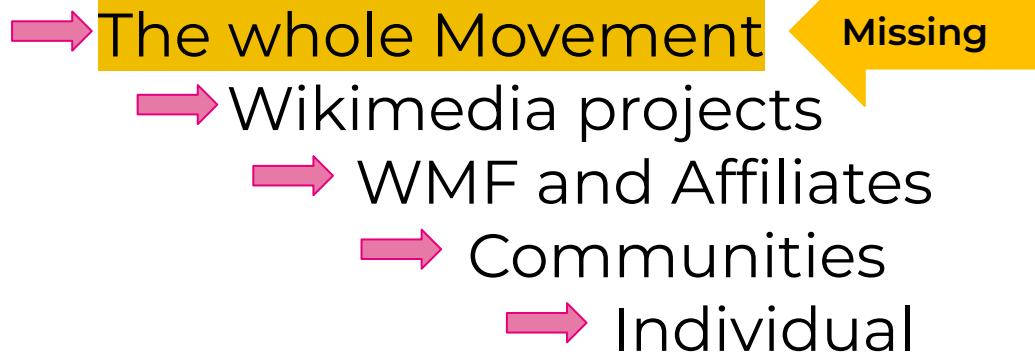 The whole Movement
Missing
Wikimedia projects
WMF and Affiliates
Communities
Individual